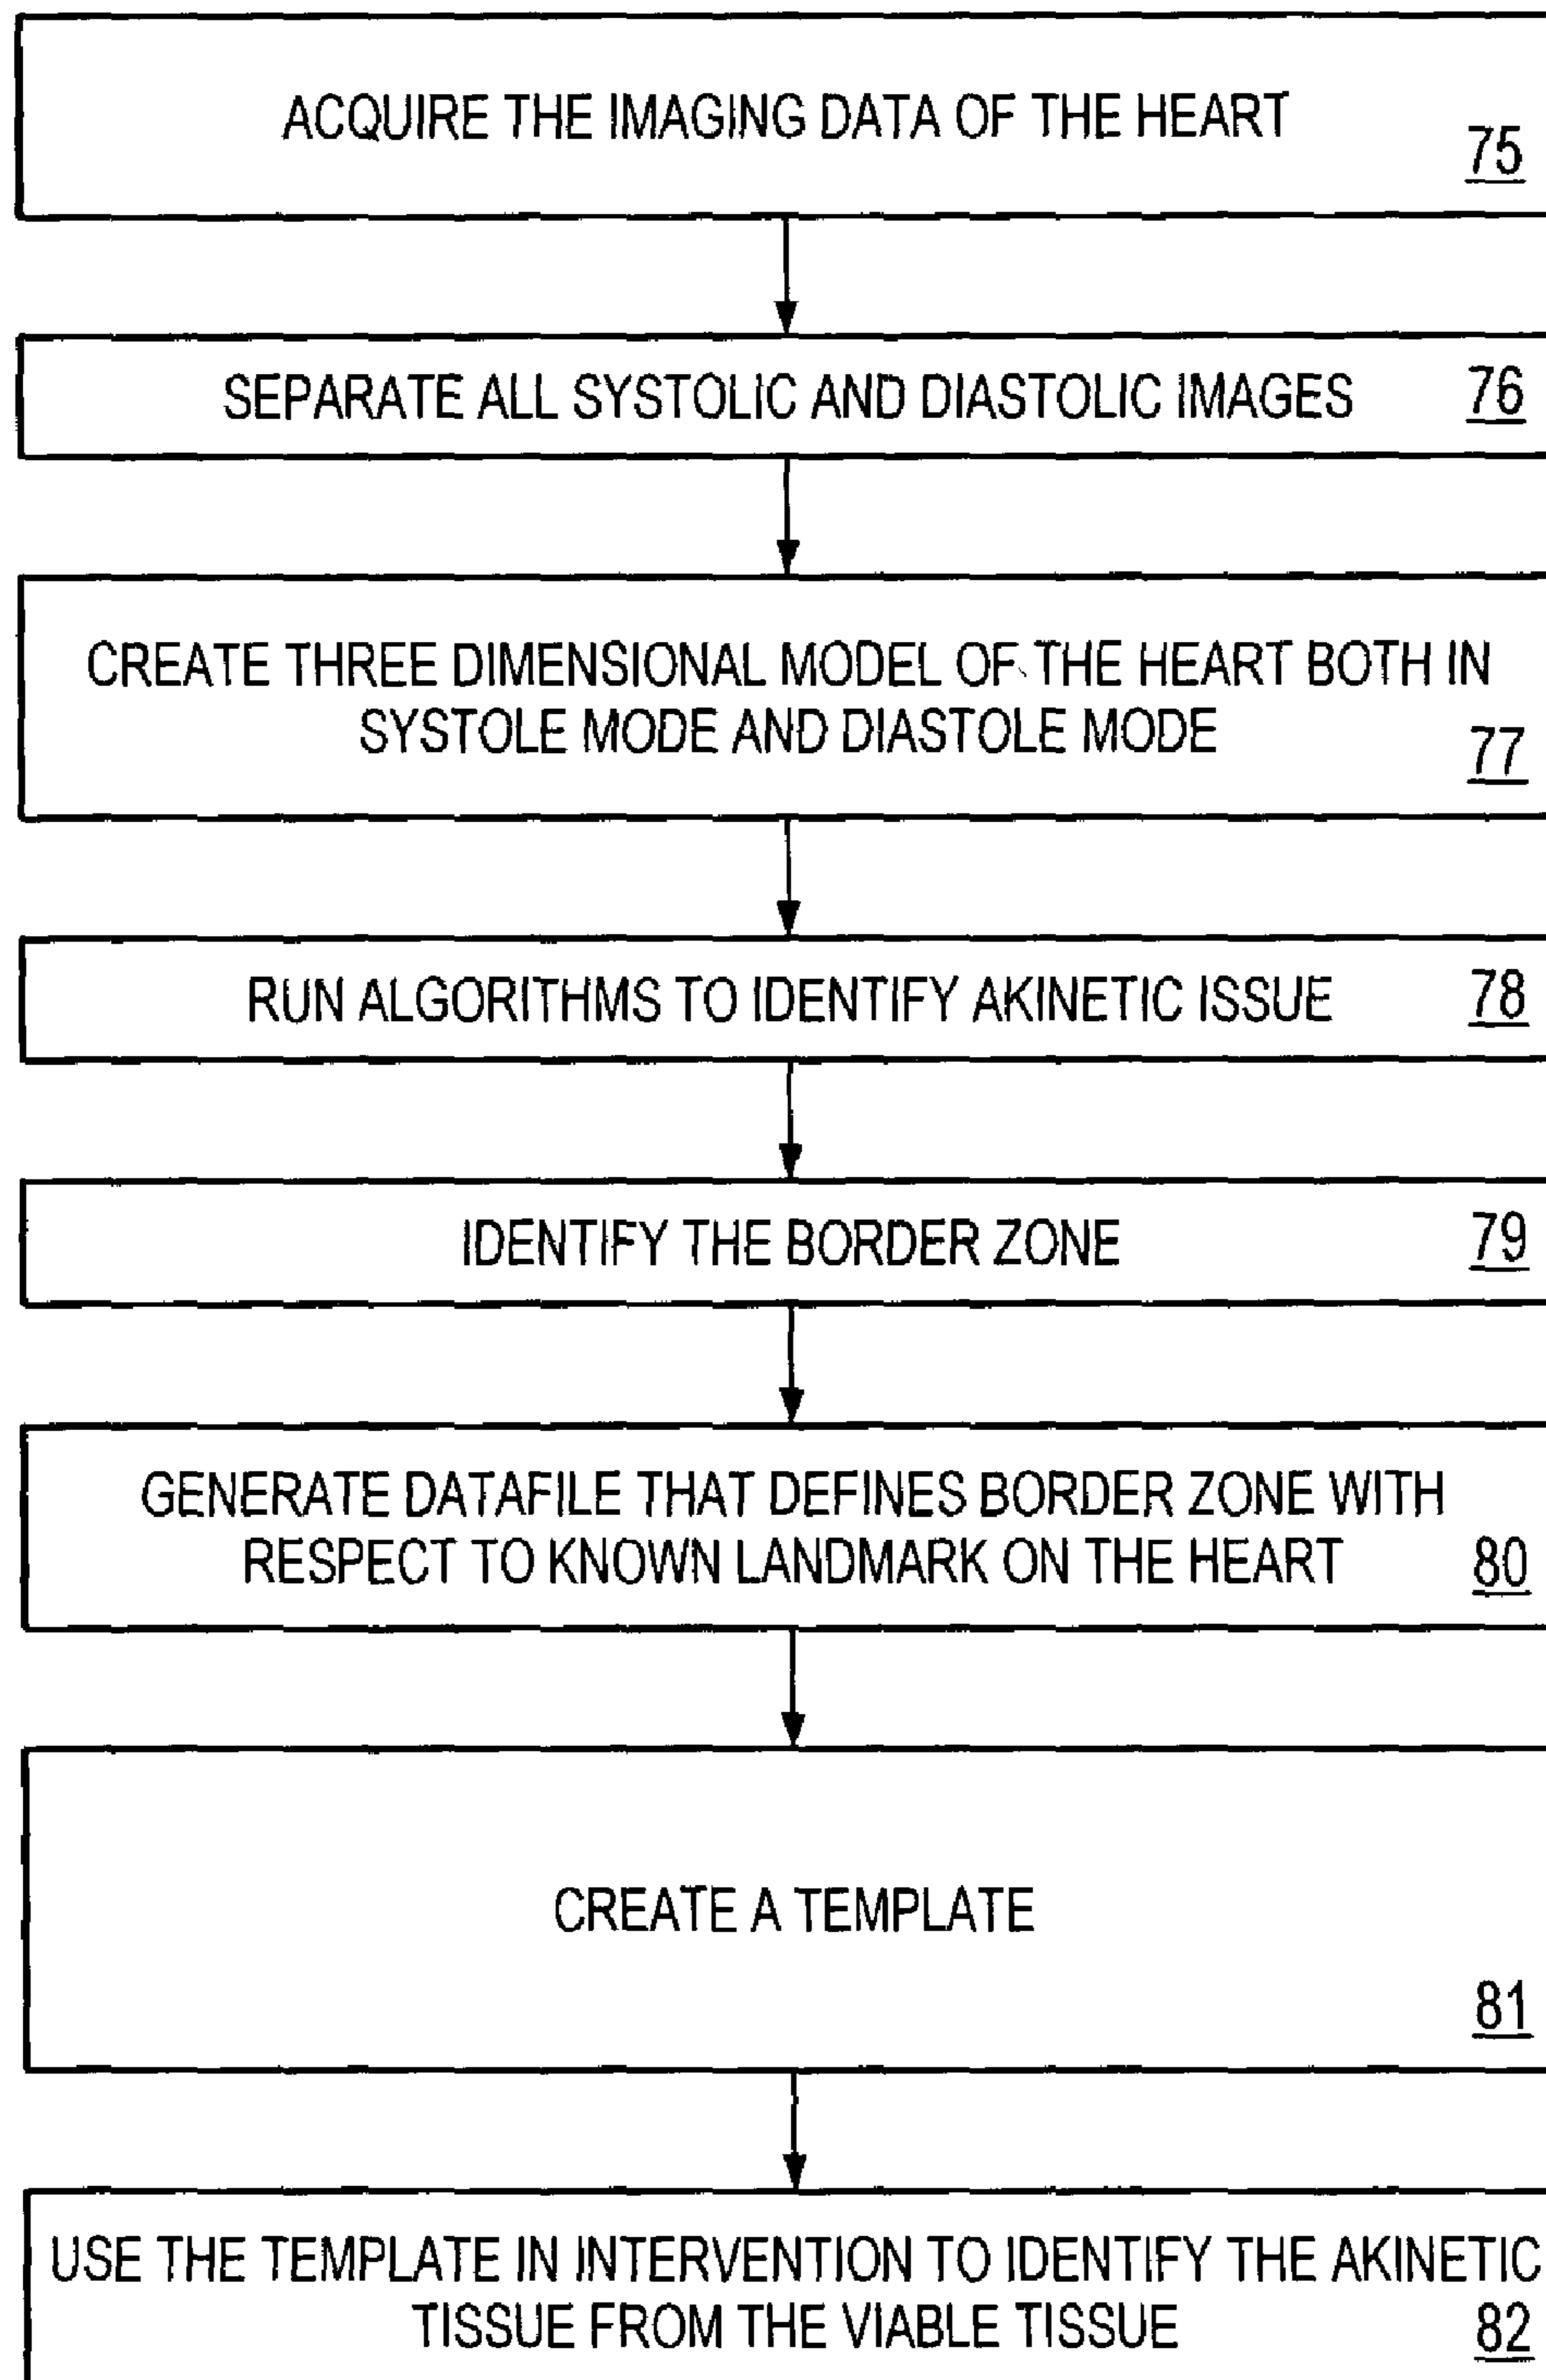 ACQUIRE THE IMAGING DATA OF THE HEART
75
SEPARATE ALL SYSTOLIC AND DIASTOLIC IMAGES
76
CREATE THREE DIMENSIONAL MODEL OF THE HEART BOTH IN
SYSTOLE MODE AND DIASTOLE MODE
77
RUN ALGORITHMS TO IDENTIFY AKINETIC ISSUE
78
IDENTIFY THE BORDER ZONE
79
GENERATE DATAFILE THAT DEFINES BORDER ZONE WITH
RESPECT TO KNOWN LANDMARK ON THE HEART
80
CREATE A TEMPLATE
81
USE THE TEMPLATE IN INTERVENTION TO IDENTIFY THE AKINETIC
TISSUE FROM THE VIABLE TISSUE
82